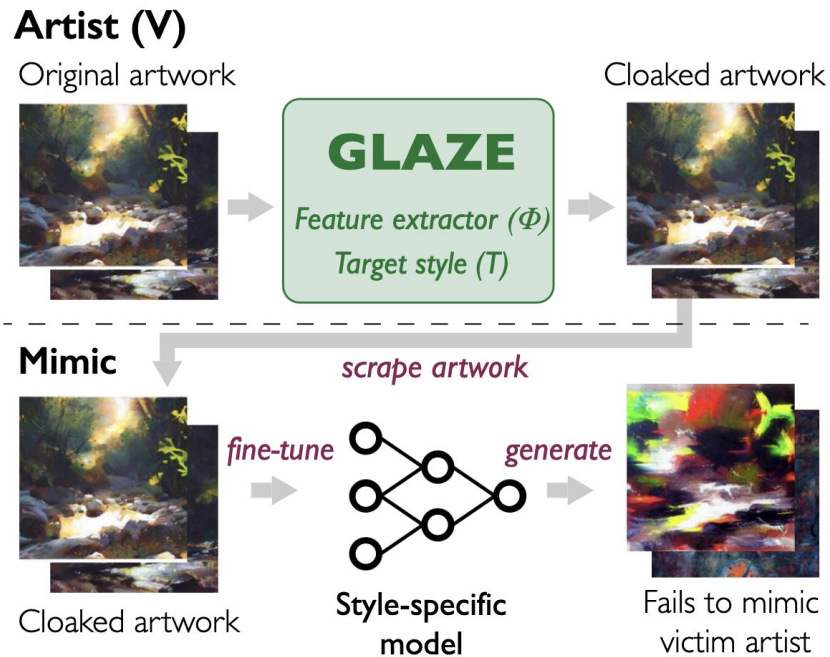 Artist (V)
Original artwork
Cloaked artwork
GLAZE
Feature extractor (Φ)
Target style (T)
Mimic
scrape artwork
fine-tune
generate
Style-specific
model
Cloaked artwork
Fails to mimic
victim artist